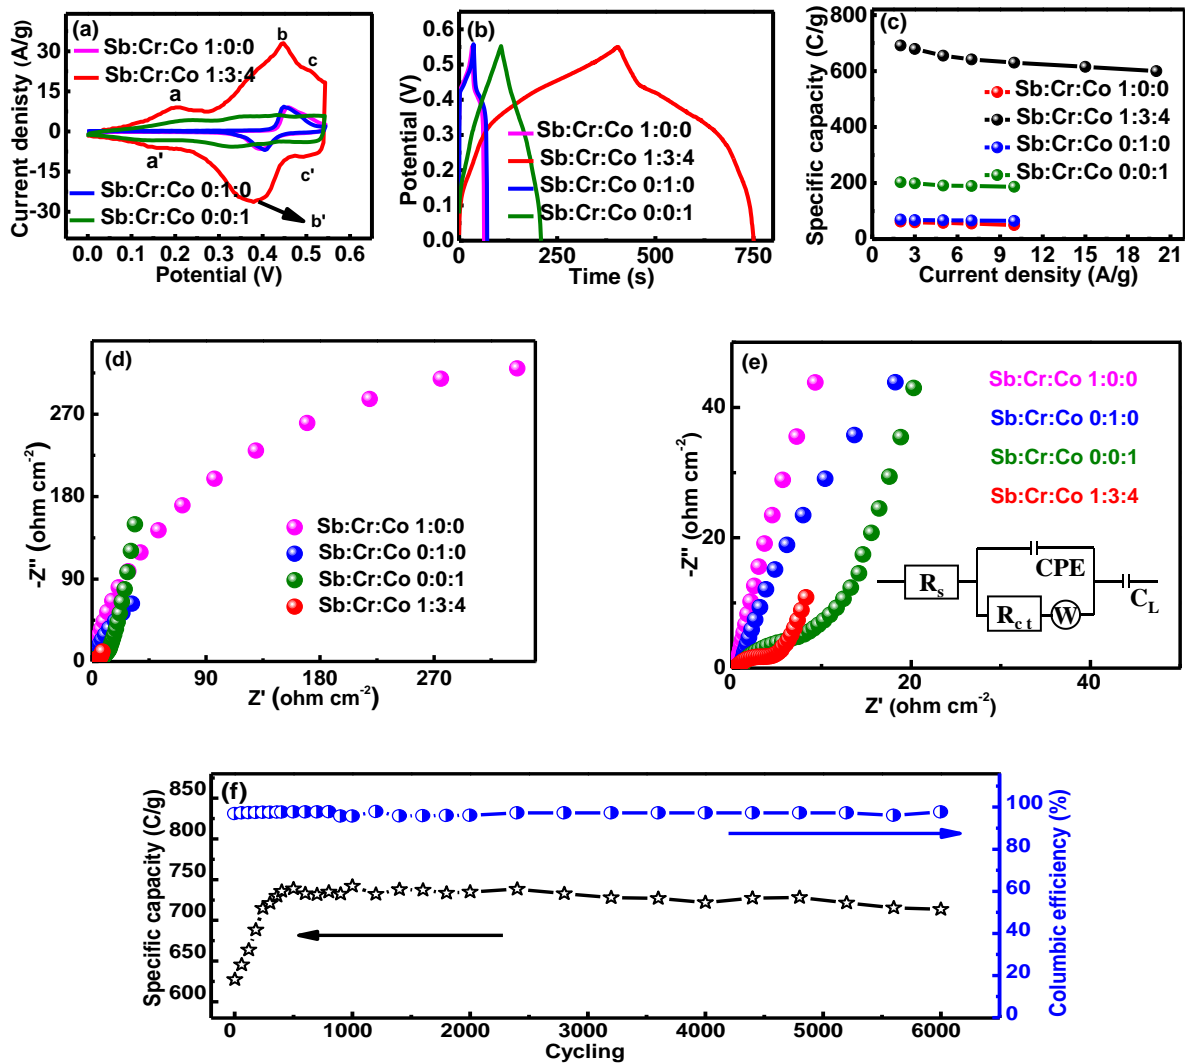 (a)
Current denisty (A/g)
30
15
0
-15
-30
Sb:Cr:Co 1:0:0
Sb:Cr:Co 1:3:4
a
b
c
a'
c'
b'
Sb:Cr:Co 0:1:0
Sb:Cr:Co 0:0:1
0.0 0.1 0.2 0.3 0.4 0.5 0.6
Potential (V)
(b)
Potential (V)
0.6
0.5
0.4
0.3
0.2
0.1
0.0
Sb:Cr:Co 1:0:0
Sb:Cr:Co 1:3:4
Sb:Cr:Co 0:1:0
Sb:Cr:Co 0:0:1
0 250 500 750
Time (s)
(c)
Specific capacity (C/g)
800
600
400
200
0
Sb:Cr:Co 1:0:0
Sb:Cr:Co 1:3:4
Sb:Cr:Co 0:1:0
Sb:Cr:Co 0:0:1
0 3 6 9 12 15 18 21
Current density (A/g)
(d)
-Z'' (ohm cm-2)
270
180
90
0
Sb:Cr:Co 1:0:0
Sb:Cr:Co 0:1:0
Sb:Cr:Co 0:0:1
Sb:Cr:Co 1:3:4
0 90 180 270
Z' (ohm cm-2)
(e)
-Z'' (ohm cm-2)
40
20
0
Sb:Cr:Co 1:0:0
Sb:Cr:Co 0:1:0
Sb:Cr:Co 0:0:1
Sb:Cr:Co 1:3:4
Rs
CPE
Rct
W
CL
0 20 40
Z' (ohm cm-2)
(f)
Specific capacity (C/g)
850
800
750
700
650
600
100
80
60
40
20
0
Columbic efficiency (%)
0 1000 2000 3000 4000 5000 6000
Cycling